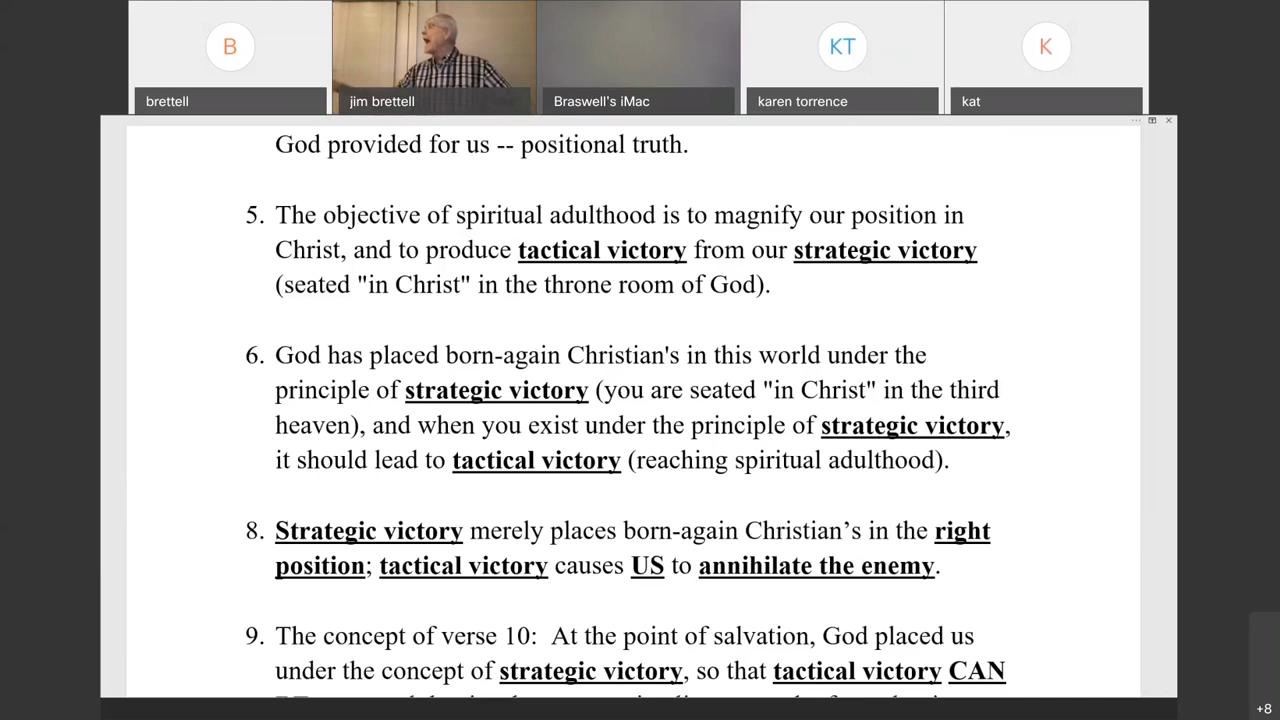 B
KT
K
brettell
jim brettell
Braswell's iMac
karen torrence
kat
God provided for us -- positional truth.
5. The objective of spiritual adulthood is to magnify our position in
Christ, and to produce tactical victory from our strategic victory
(seated "in Christ" in the throne room of God).
6. God has placed born-again Christian's in this world under the
principle of strategic victory (you are seated "in Christ" in the third
heaven), and when you exist under the principle of strategic victory,
it should lead to tactical victory (reaching spiritual adulthood).
8. Strategic victory merely places born-again Christian’s in the right
position; tactical victory causes US to annihilate the enemy.
9. The concept of verse 10:  At the point of salvation, God placed us
under the concept of strategic victory, so that tactical victory CAN
+8